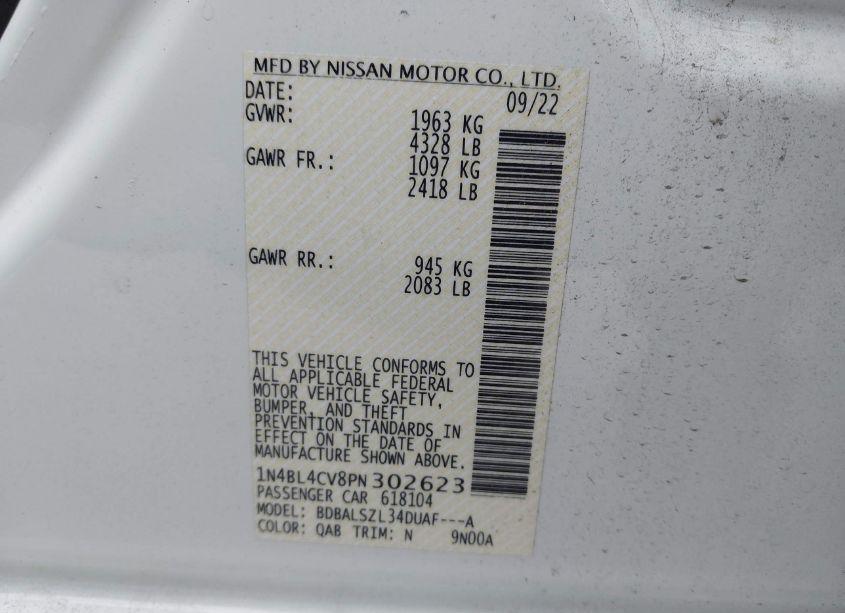 MFD BY NISSAN MOTOR CO., LTD.
DATE: 09/22
GVWR: 1963 KG
4328 LB
GAWR FR.: 1097 KG
2418 LB
GAWR RR.: 945 KG
2083 LB
THIS VEHICLE CONFORMS TO
ALL APPLICABLE FEDERAL
MOTOR VEHICLE SAFETY,
BUMPER, AND THEFT
PREVENTION STANDARDS IN
EFFECT ON THE DATE OF
MANUFACTURE SHOWN ABOVE.
1N4BL4CV8PN302623
PASSENGER CAR 618104
MODEL: BDBALSZL34DUAF---A
COLOR: QAB TRIM: N 9N00A